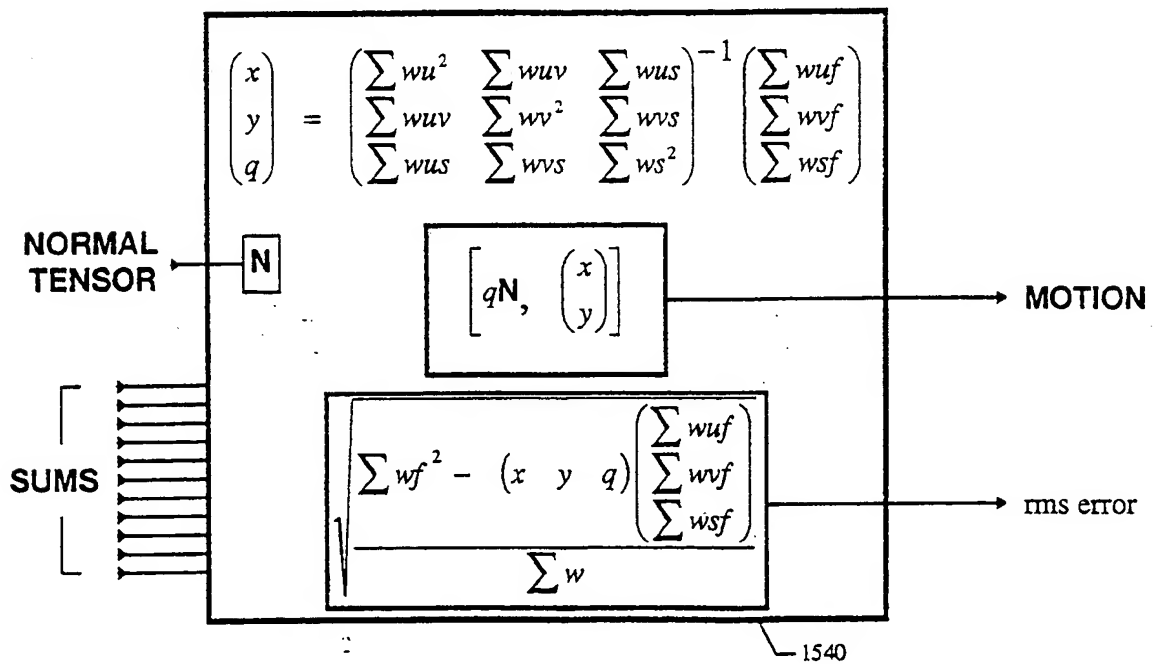 (x y q) = (∑ wu² ∑ wuv ∑ wus
∑ wuv ∑ wv² ∑ wvs
∑ wus ∑ wvs ∑ ws²)⁻¹ (∑ wuf
∑ wvf
∑ wsf)
NORMAL
TENSOR
N
[qN, (x y)]
MOTION
SUMS
√ ∑ wf² - (x y q) (∑ wuf
∑ wvf
∑ wsf)
∑ w
rms error
1540